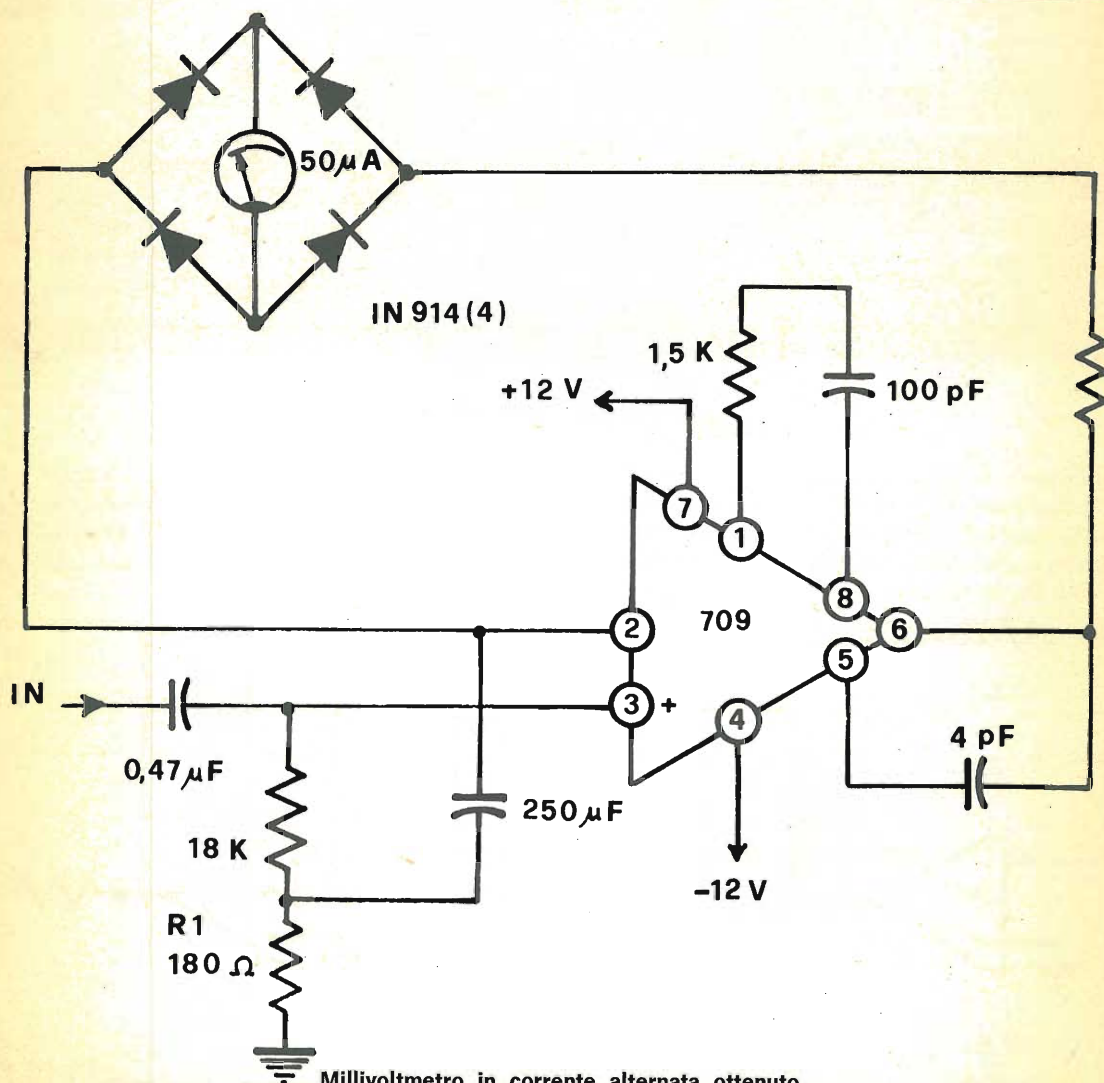 50µA
IN 914(4)
1,5 K
+12 V
100 pF
7
1
8
709
2
6
5
IN
3
+
4
4 pF
0,47µF
250µF
18 K
-12 V
R1
180 Ω
Millivoltmetro in corrente alternata ottenuto